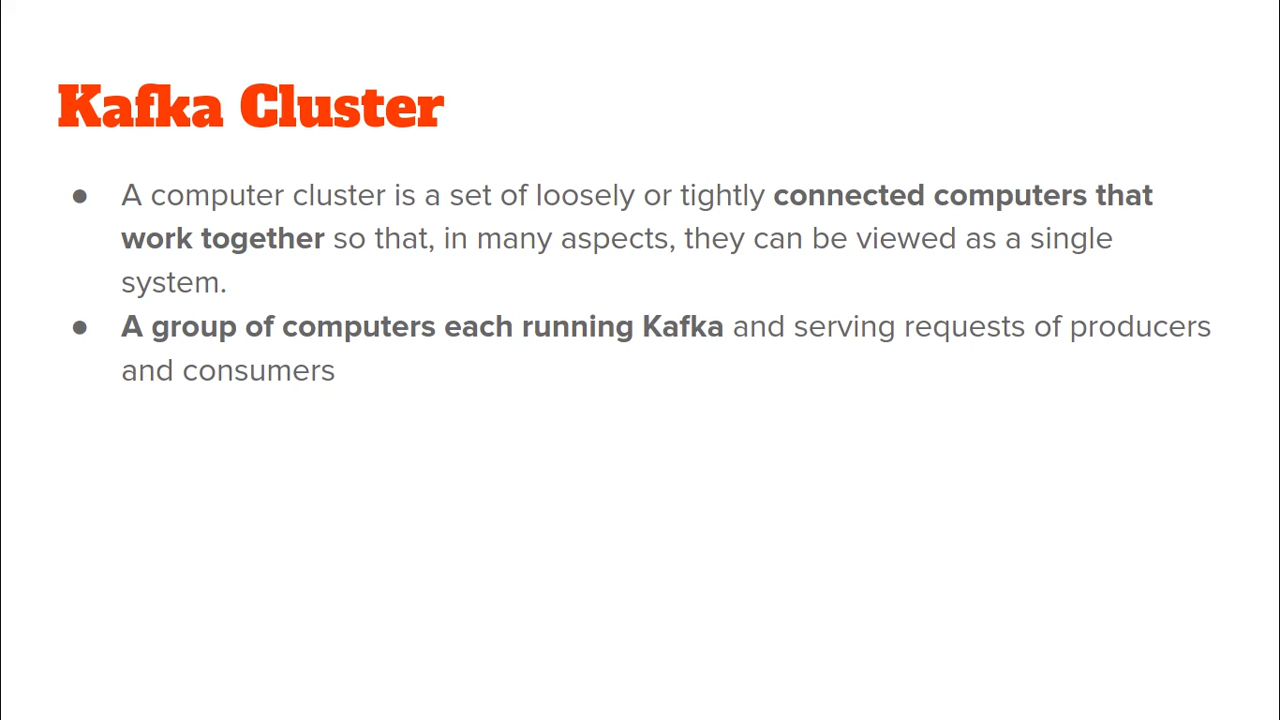 Kafka Cluster
● A computer cluster is a set of loosely or tightly connected computers that
work together so that, in many aspects, they can be viewed as a single
system.
● A group of computers each running Kafka and serving requests of producers
and consumers